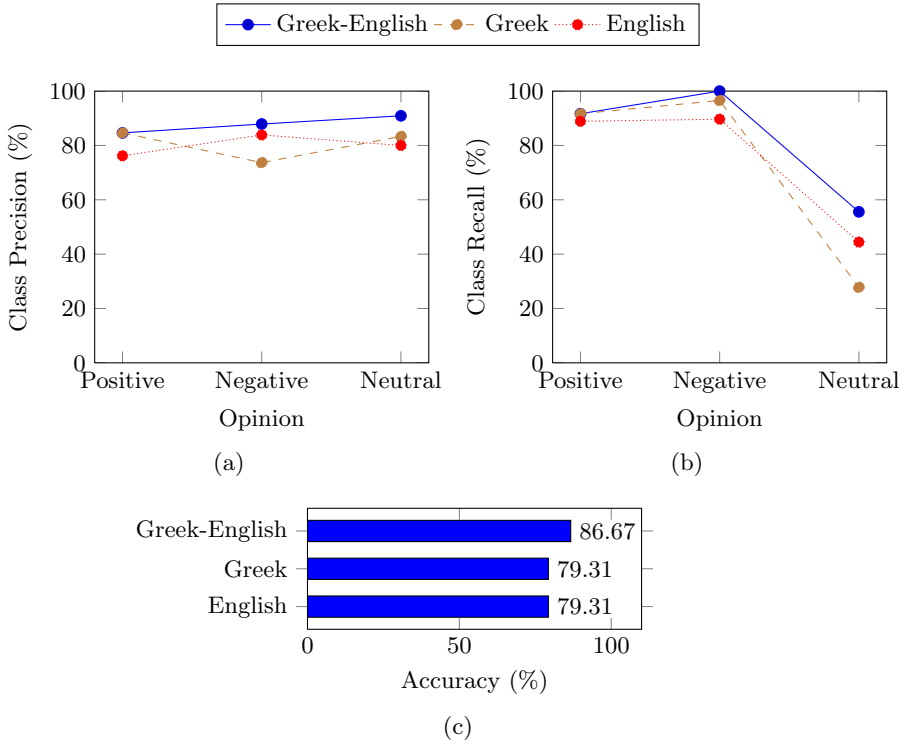 Greek-English Greek English
100
80
60
40
20
0
Class Precision (%)
Positive Negative Neutral
Opinion
(a)
100
80
60
40
20
0
Class Recall (%)
Positive Negative Neutral
Opinion
(b)
Greek-English 86.67
Greek 79.31
English 79.31
0 50 100
Accuracy (%)
(c)